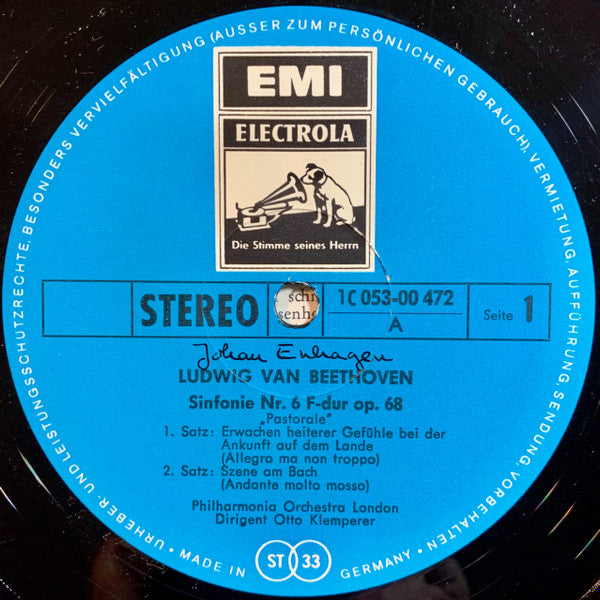 URHEBER- UND LEISTUNGSSCHUTZRECHTE, BESONDERS VERVIELFÄLTIGUNG (AUSSER ZUM PERSÖNLICHEN GEBRAUCH), VERMIETUNG, AUFFÜHRUNG, SENDUNG VORBEHALTEN
EMI
ELECTROLA
Die Stimme seines Herrn
STEREO
schri
senhe
1C 053-00 472
A
Seite 1
Johan Enhagen
LUDWIG VAN BEETHOVEN
Sinfonie Nr. 6 F-dur op. 68
„Pastorale"
1. Satz: Erwachen heiterer Gefühle bei der
Ankunft auf dem Lande
(Allegro ma non troppo)
2. Satz: Szene am Bach
(Andante molto mosso)
Philharmonia Orchestra London
Dirigent Otto Klemperer
• MADE IN GERMANY •
ST 33